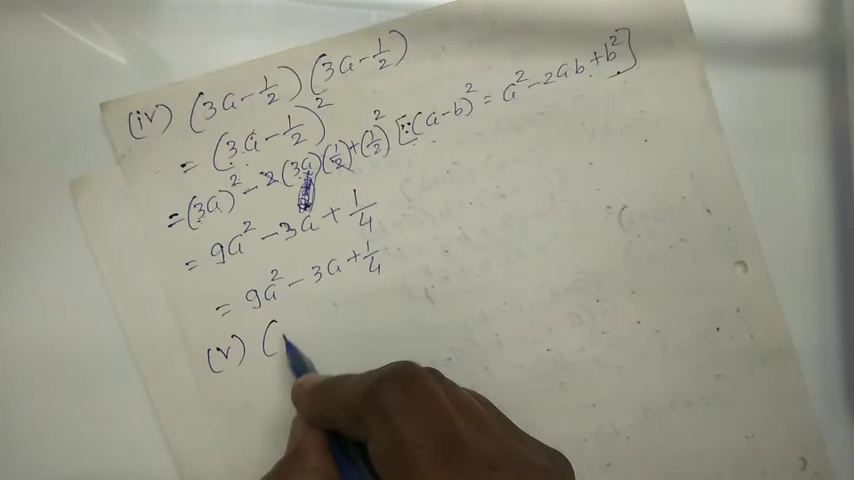 (iv) (3a - 1/2) (3a - 1/2)
= (3a - 1/2)²
= (3a)² - 2(3a)(1/2) + (1/2)² [∵ (a-b)² = a² - 2ab + b²]
= 9a² - 3a + 1/4
= 9a² - 3a + 1/4
(v) (